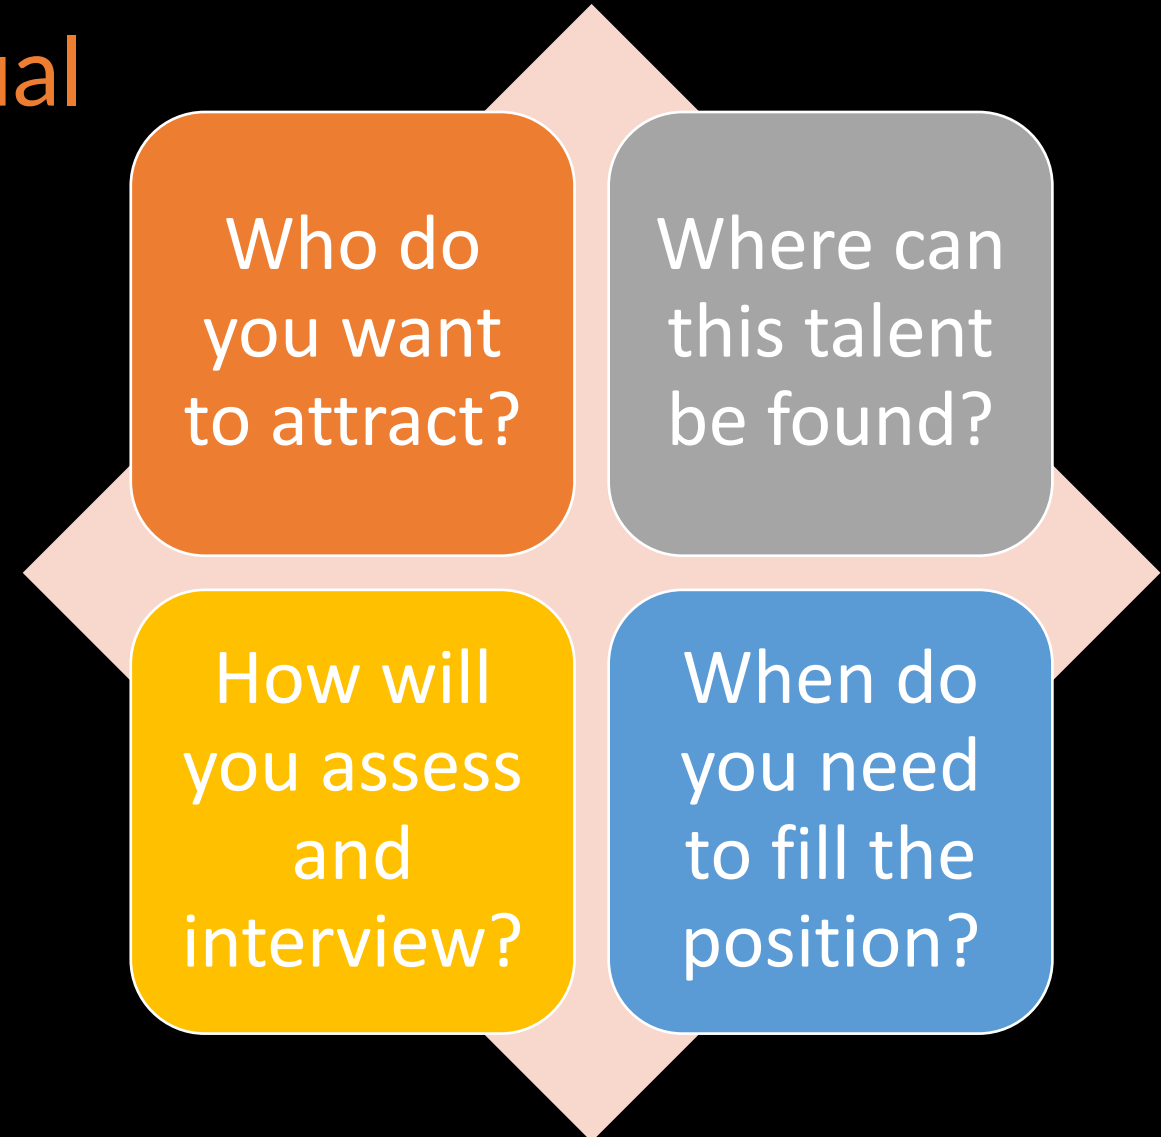 ual
Who do
you want
to attract?
Where can
this talent
be found?
How will
you assess
and
interview?
When do
you need
to fill the
position?